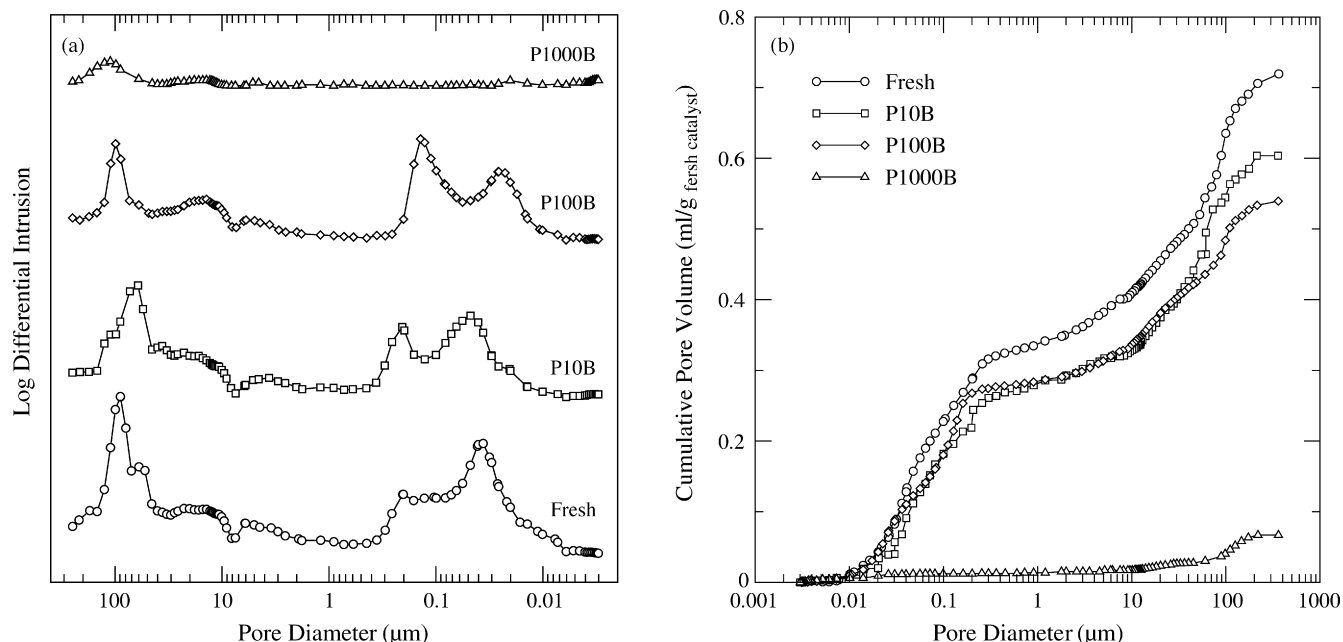 (a)
P1000B
P100B
P10B
Fresh
Log Differential Intrusion
100
10
1
0.1
0.01
Pore Diameter (μm)
(b)
Fresh
P10B
P100B
P1000B
Cumulative Pore Volume (ml/g fersh catalyst)
0.8
0.6
0.4
0.2
0
0.001
0.01
0.1
1
10
100
1000
Pore Diameter (μm)